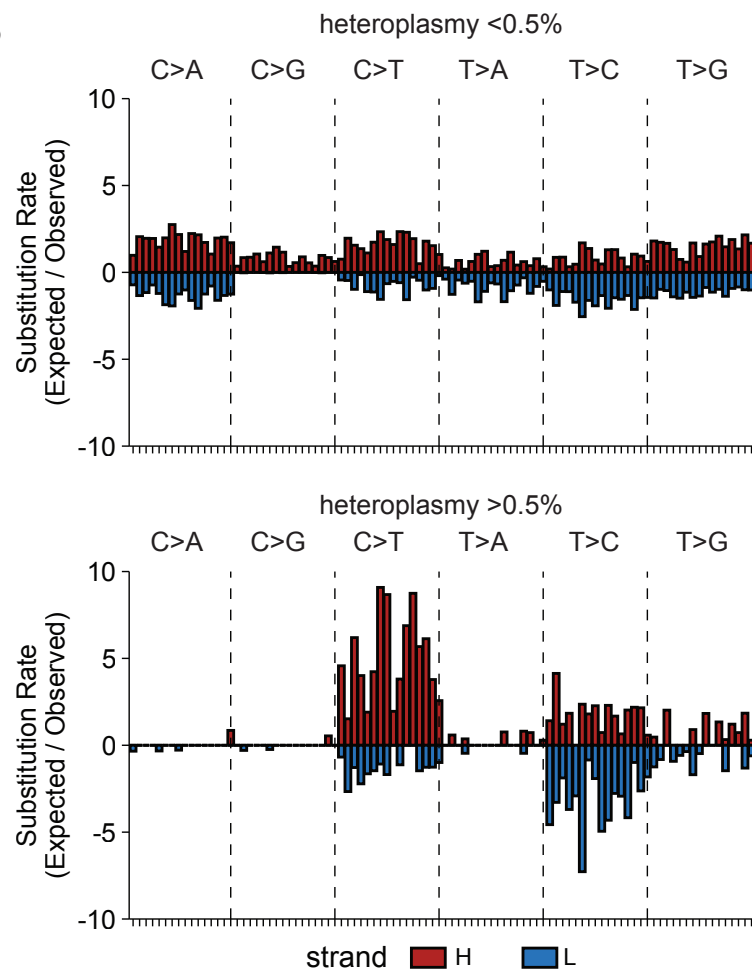 heteroplasmy <0.5%
C>A C>G C>T T>A T>C T>G
10
5
0
-5
-10
Substitution Rate
(Expected / Observed)
heteroplasmy >0.5%
C>A C>G C>T T>A T>C T>G
10
5
0
-5
-10
Substitution Rate
(Expected / Observed)
strand H L